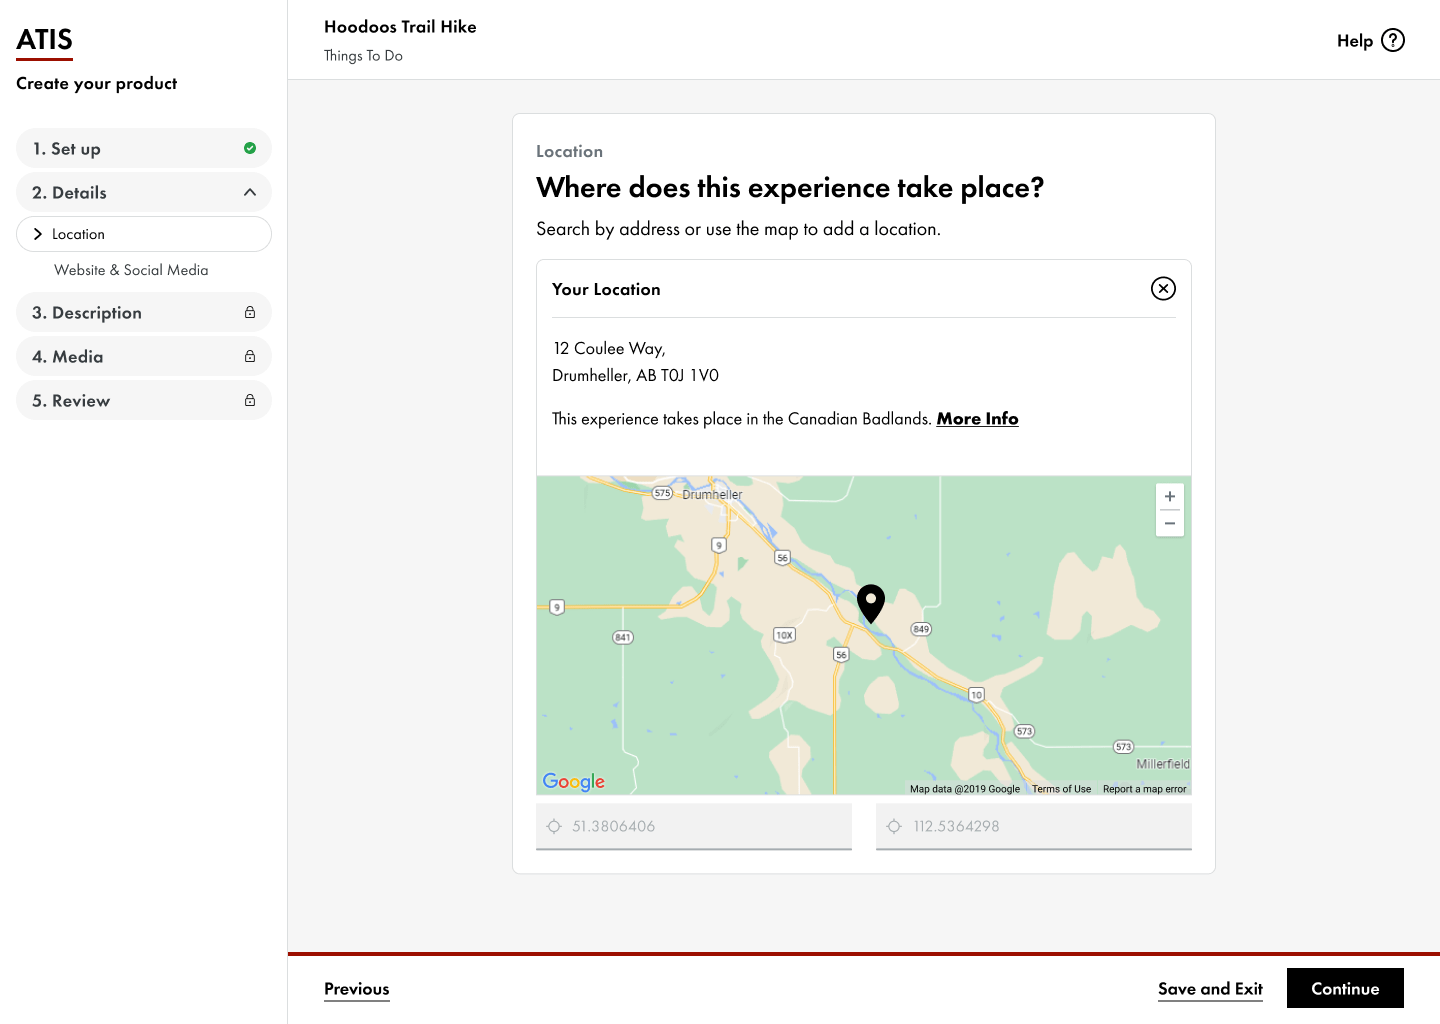 ATIS
Create your product
1. Set up
2. Details
Location
Website & Social Media
3. Description
4. Media
5. Review
Hoodoos Trail Hike
Things To Do
Help
Location
Where does this experience take place?
Search by address or use the map to add a location.
Your Location
12 Coulee Way,
Drumheller, AB T0J 1V0
This experience takes place in the Canadian Badlands. More Info
575 Drumheller
+
9
56
−
9
849
841
10X
56
10
573
573
Millerfield
Google
Map data @2019 Google Terms of Use Report a map error
51.3806406
112.5364298
Previous
Save and Exit
Continue